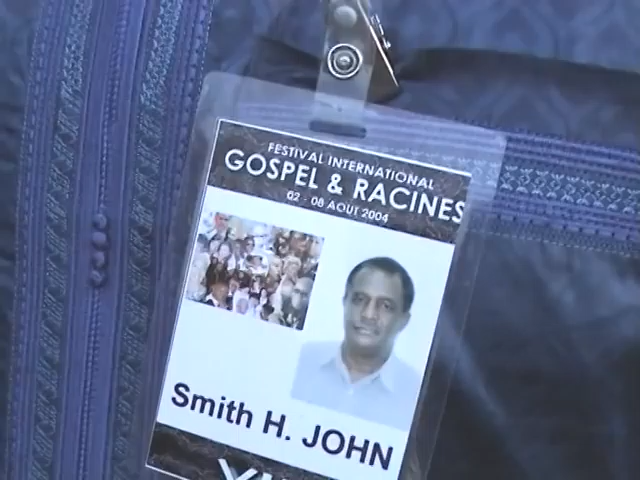 FESTIVAL INTERNATIONAL
GOSPEL & RACINES
02 - 08 AOUT 2004
Smith H. JOHN